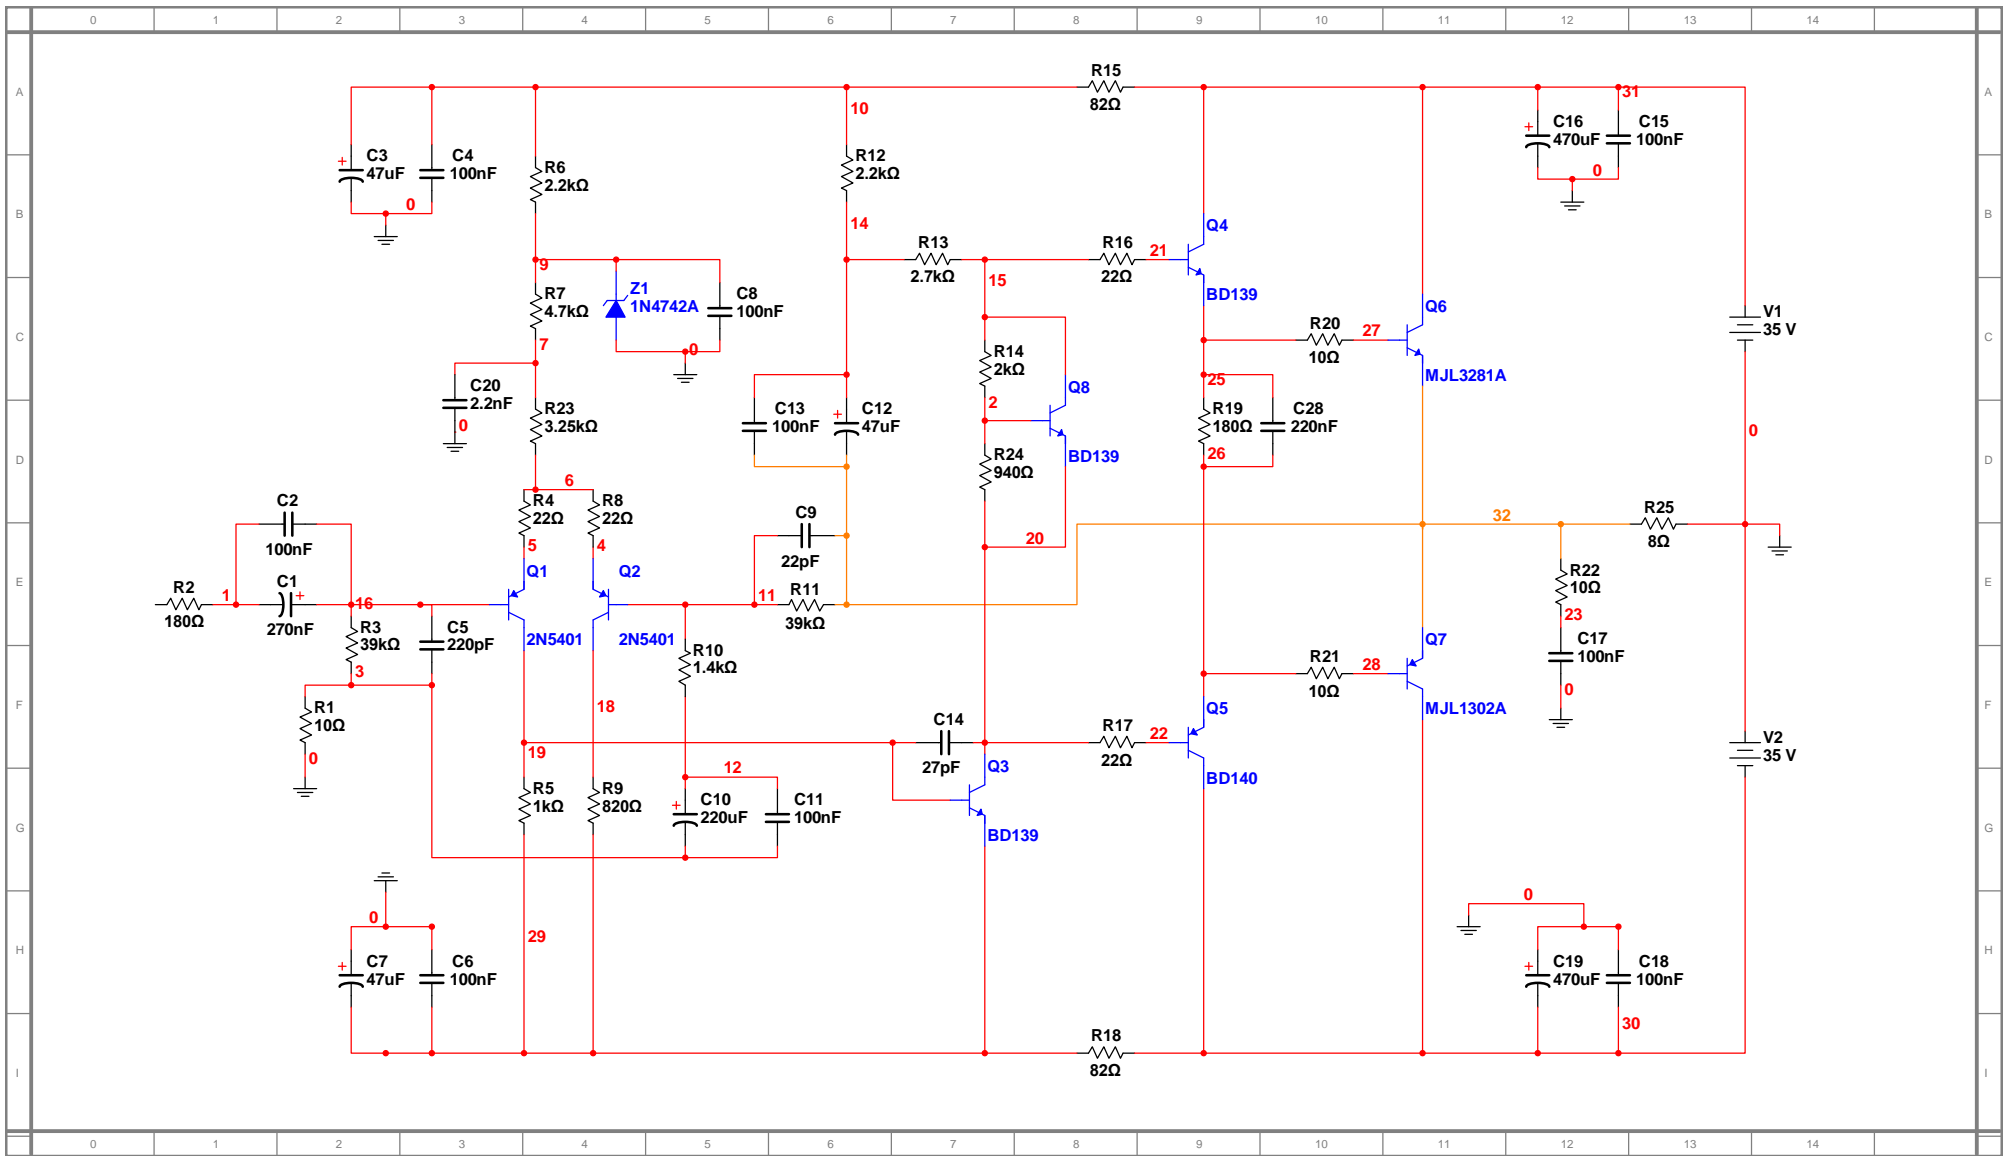 0 1 2 3 4 5 6 7 8 9 10 11 12 13 14
A A
B B
C C
D D
E E
F F
G G
H H
I I
R15
82Ω
10
31
C3
47uF
C4
100nF
0
R6
2.2kΩ
R12
2.2kΩ
C16
470uF
C15
100nF
0
14
Q4
BD139
9
R13
2.7kΩ
15
R16
22Ω
21
R7
4.7kΩ
Z1
1N4742A
C8
100nF
0
7
Q6
MJL3281A
V1
35 V
R20
10Ω
27
R14
2kΩ
Q8
BD139
2
25
C20
2.2nF
0
R23
3.25kΩ
C13
100nF
C12
47uF
R19
180Ω
C28
220nF
26
0
R24
940Ω
6
R4
22Ω
R8
22Ω
5
4
C2
100nF
C9
22pF
20
32
R25
8Ω
R2
180Ω
1
C1
270nF
16
Q1
2N5401
Q2
2N5401
11
R11
39kΩ
R22
10Ω
23
R3
39kΩ
C5
220pF
3
R10
1.4kΩ
Q7
MJL1302A
C17
100nF
0
R21
10Ω
28
R1
10Ω
0
18
19
C14
27pF
R17
22Ω
22
Q5
BD140
V2
35 V
12
Q3
BD139
R5
1kΩ
R9
820Ω
C10
220uF
C11
100nF
0
29
0
C7
47uF
C6
100nF
C19
470uF
C18
100nF
30
R18
82Ω
0 1 2 3 4 5 6 7 8 9 10 11 12 13 14